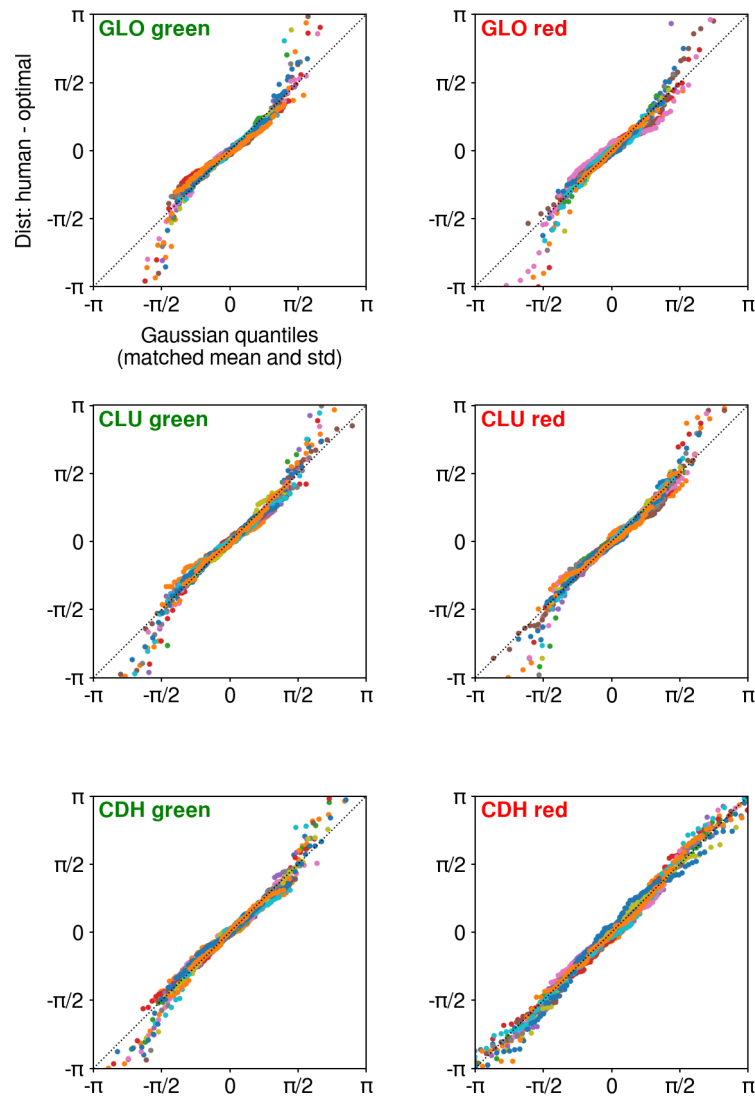 GLO green
π
π/2
0
-π/2
-π
Dist: human - optimal
-π
-π/2
0
π/2
π
Gaussian quantiles
(matched mean and std)
GLO red
π
π/2
0
-π/2
-π
-π
-π/2
0
π/2
π
CLU green
π
π/2
0
-π/2
-π
-π
-π/2
0
π/2
π
CLU red
π
π/2
0
-π/2
-π
-π
-π/2
0
π/2
π
CDH green
π
π/2
0
-π/2
-π
-π
-π/2
0
π/2
π
CDH red
π
π/2
0
-π/2
-π
-π
-π/2
0
π/2
π